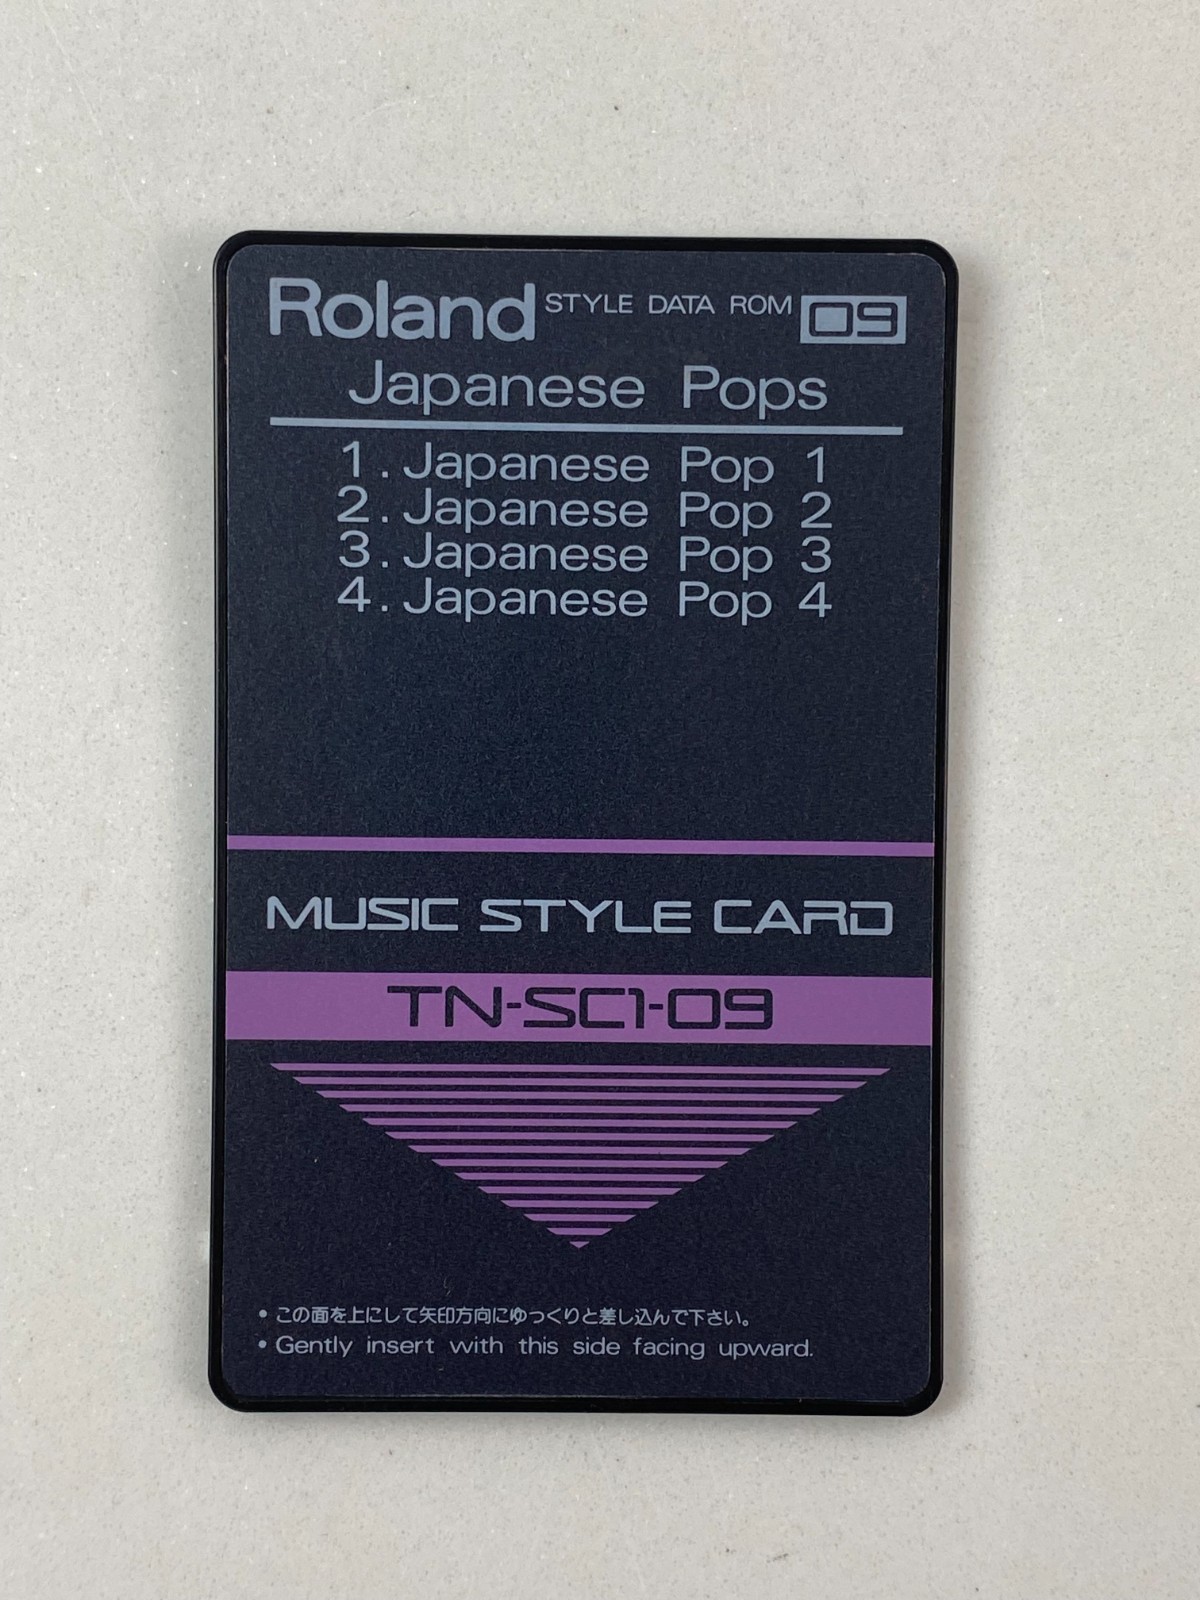 Roland STYLE DATA ROM 09
Japanese Pops
1. Japanese Pop 1
2. Japanese Pop 2
3. Japanese Pop 3
4. Japanese Pop 4
MUSIC STYLE CARD
TN-SC1-09
• この面を上にして矢印方向にゆっくりと差し込んで下さい。
• Gently insert with this side facing upward.